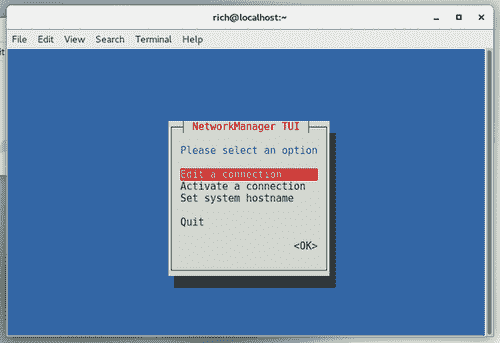 rich@localhost:~
File Edit View Search Terminal Help
NetworkManager TUI
Please select an option
Edit a connection
Activate a connection
Set system hostname
Quit
<OK>